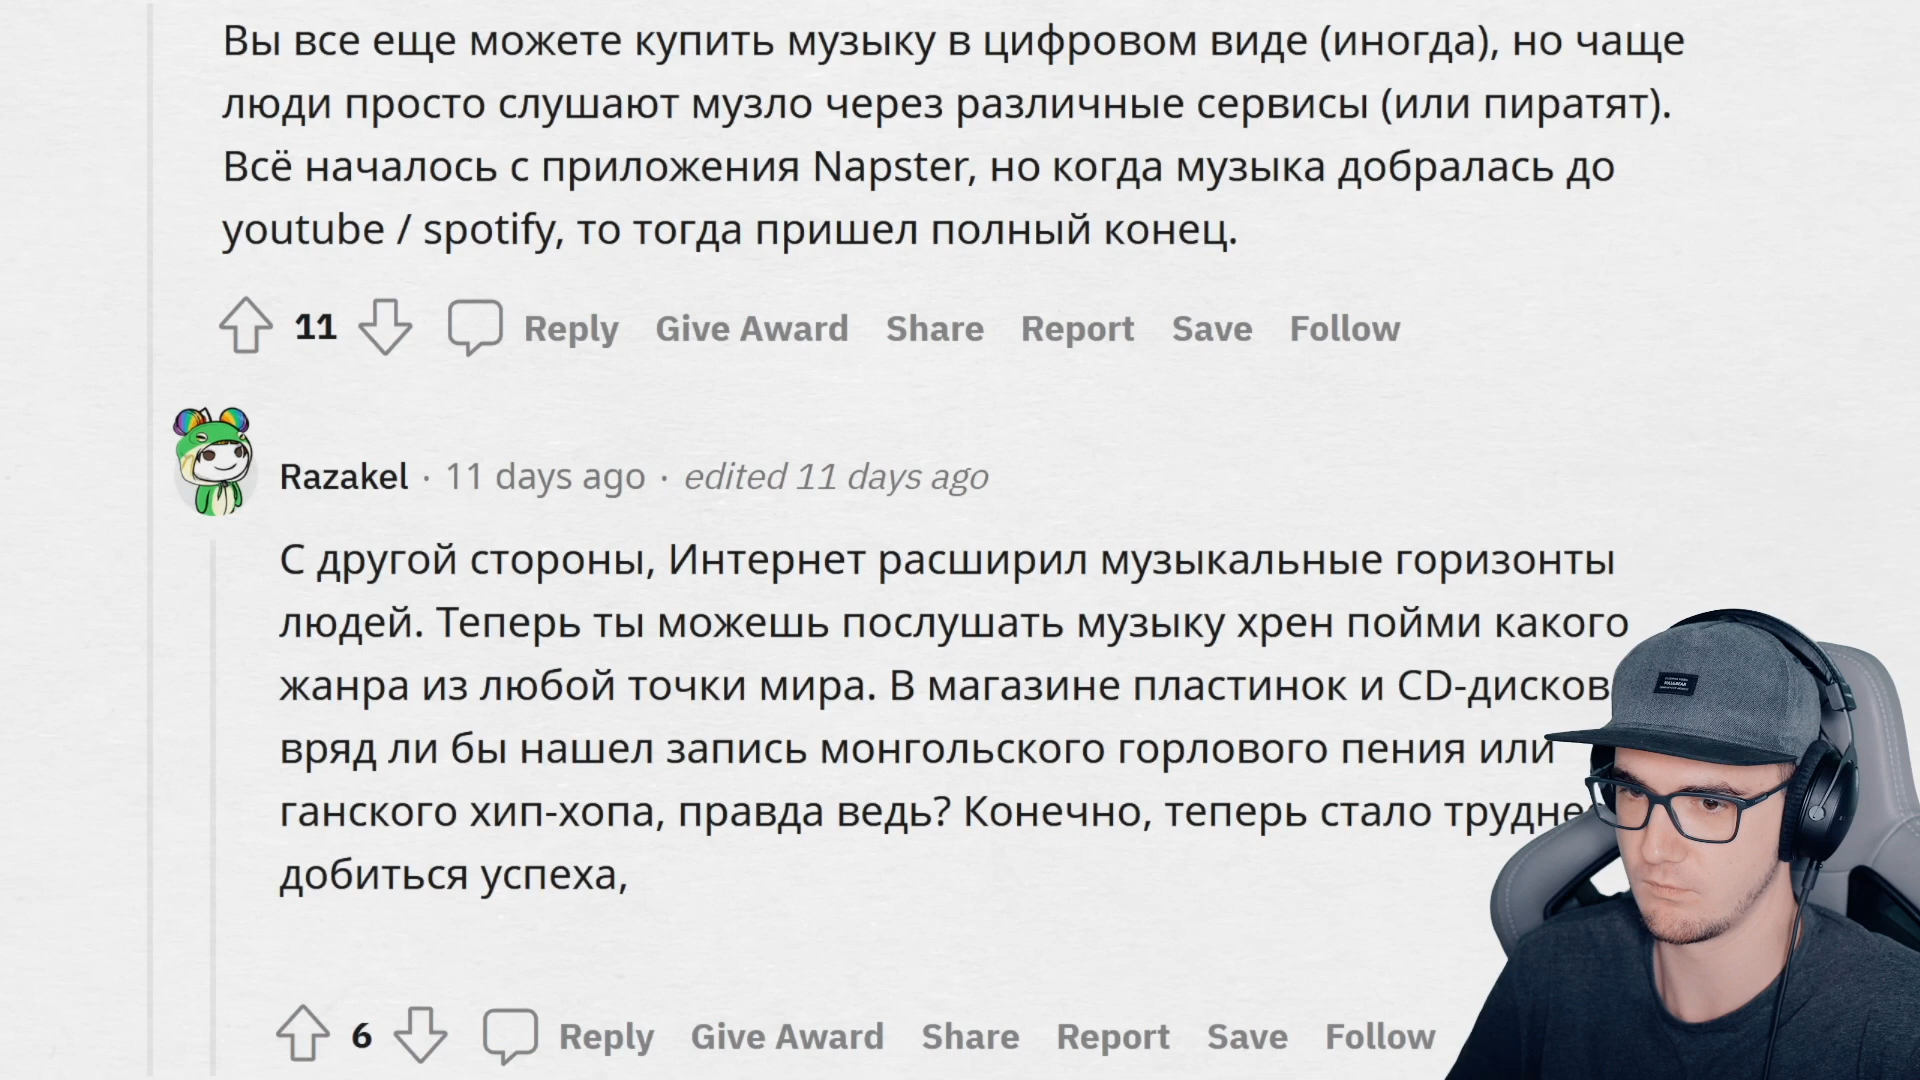 Вы все еще можете купить музыку в цифровом виде (иногда), но чаще
люди просто слушают музло через различные сервисы (или пиратят).
Всё началось с приложения Napster, но когда музыка добралась до
youtube / spotify, то тогда пришел полный конец.
11 Reply Give Award Share Report Save Follow
Razakel · 11 days ago · edited 11 days ago
С другой стороны, Интернет расширил музыкальные горизонты
людей. Теперь ты можешь послушать музыку хрен пойми какого
жанра из любой точки мира. В магазине пластинок и CD-дисков
вряд ли бы нашел запись монгольского горлового пения или
ганского хип-хопа, правда ведь? Конечно, теперь стало
добиться успеха,
6 Reply Give Award Share Report Save Follow